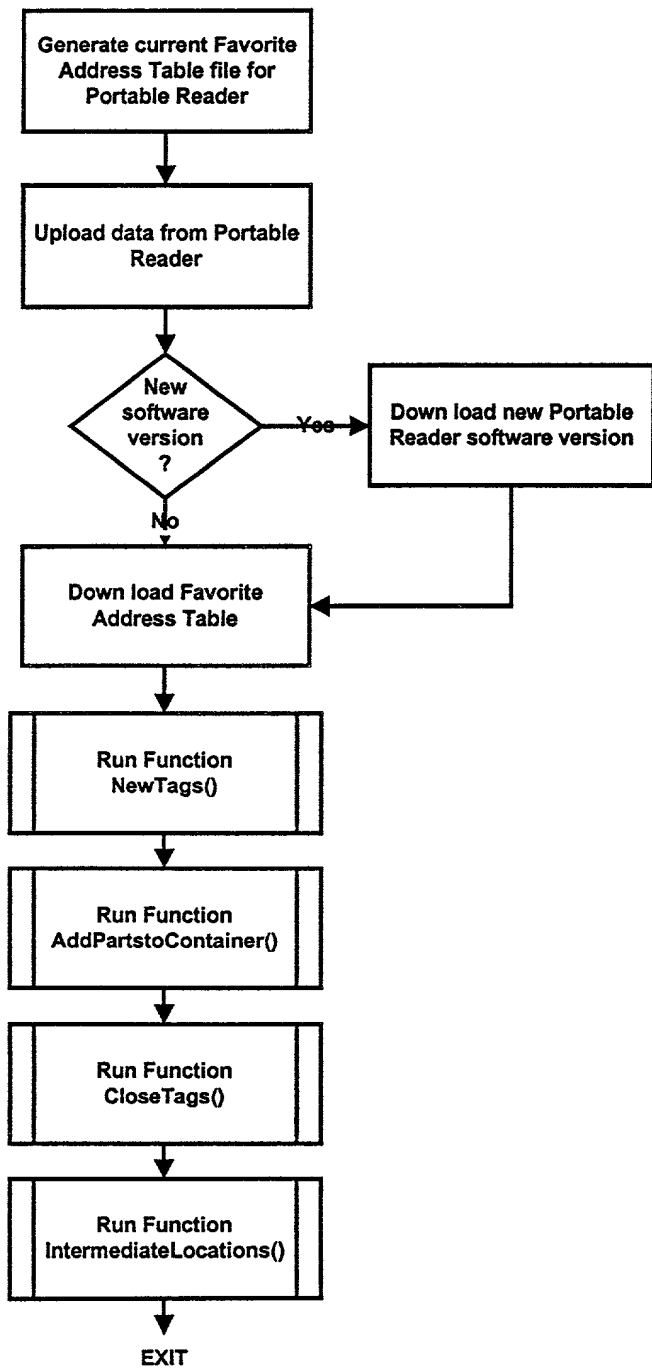 Generate current Favorite
Address Table file for
Portable Reader
Upload data from Portable
Reader
New
software
version
?
Yes
Down load new Portable
Reader software version
No
Down load Favorite
Address Table
Run Function
NewTags()
Run Function
AddPartstoContainer()
Run Function
CloseTags()
Run Function
IntermediateLocations()
EXIT